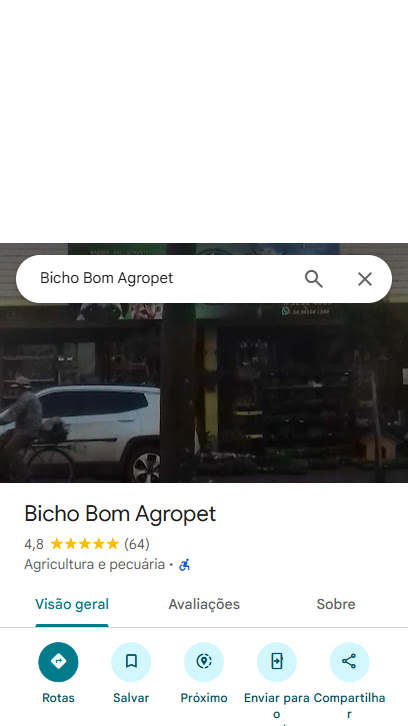 Bicho Bom Agropet
Bicho Bom Agropet
4,8 (64)
Agricultura e pecuária ·
Visão geral
Avaliações
Sobre
Rotas
Salvar
Próximo
Enviar para
o
Compartilha
r